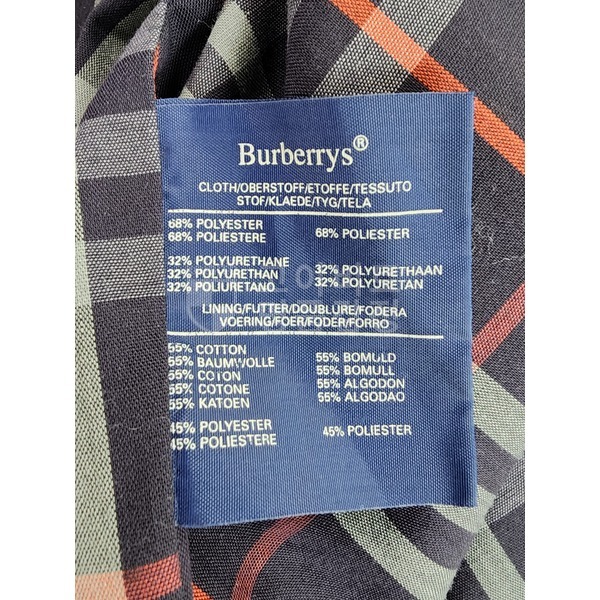 Burberrys®
CLOTH/OBERSTOFF/ETOFFE/TESSUTO
STOF/KLAEDE/TYG/TELA
68% POLYESTER
68% POLIESTERE
68% POLIESTER
32% POLYURETHANE
32% POLYURETHAN
32% POLIURETANO
32% POLYURETHAAN
32% POLYURETAN
LINING/FUTTER/DOUBLURE/FODERA
VOERING/FOER/FODER/FORRO
55% COTTON
55% BAUMWOLLE
55% COTON
55% COTONE
55% KATOEN
55% BOMULD
55% BOMULL
55% ALGODON
55% ALGODAO
45% POLYESTER
45% POLIESTERE
45% POLIESTER